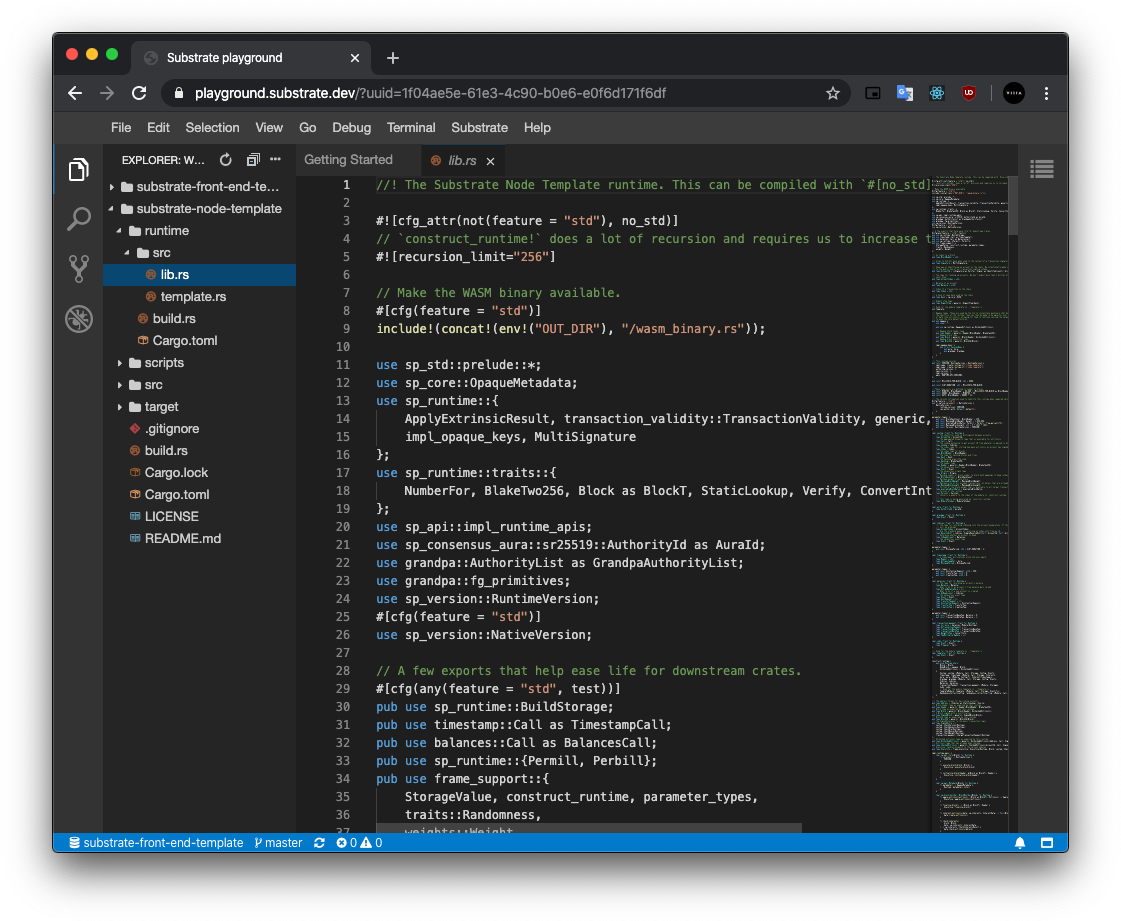 Substrate playground
playground.substrate.dev/?uuid=1f04ae5e-61e3-4c90-b0e6-e0f6d171f6df
File Edit Selection View Go Debug Terminal Substrate Help
EXPLORER: W...
substrate-front-end-te...
substrate-node-template
runtime
src
lib.rs
template.rs
build.rs
Cargo.toml
scripts
src
target
.gitignore
build.rs
Cargo.lock
Cargo.toml
LICENSE
README.md
Getting Started lib.rs
1 //! The Substrate Node Template runtime. This can be compiled with `#[no_std]
2
3 #![cfg_attr(not(feature = "std"), no_std)]
4 // `construct_runtime!` does a lot of recursion and requires us to increase t
5 #![recursion_limit="256"]
6
7 // Make the WASM binary available.
8 #[cfg(feature = "std")]
9 include!(concat!(env!("OUT_DIR"), "/wasm_binary.rs"));
10
11 use sp_std::prelude::*;
12 use sp_core::OpaqueMetadata;
13 use sp_runtime::{
14 ApplyExtrinsicResult, transaction_validity::TransactionValidity, generic,
15 impl_opaque_keys, MultiSignature
16 };
17 use sp_runtime::traits::{
18 NumberFor, BlakeTwo256, Block as BlockT, StaticLookup, Verify, ConvertInt
19 };
20 use sp_api::impl_runtime_apis;
21 use sp_consensus_aura::sr25519::AuthorityId as AuraId;
22 use grandpa::AuthorityList as GrandpaAuthorityList;
23 use grandpa::fg_primitives;
24 use sp_version::RuntimeVersion;
25 #[cfg(feature = "std")]
26 use sp_version::NativeVersion;
27
28 // A few exports that help ease life for downstream crates.
29 #[cfg(any(feature = "std", test))]
30 pub use sp_runtime::BuildStorage;
31 pub use timestamp::Call as TimestampCall;
32 pub use balances::Call as BalancesCall;
33 pub use sp_runtime::{Permill, Perbill};
34 pub use frame_support::{
35 StorageValue, construct_runtime, parameter_types,
36 traits::Randomness,
37 weights::Weight
substrate-front-end-template master 0 0